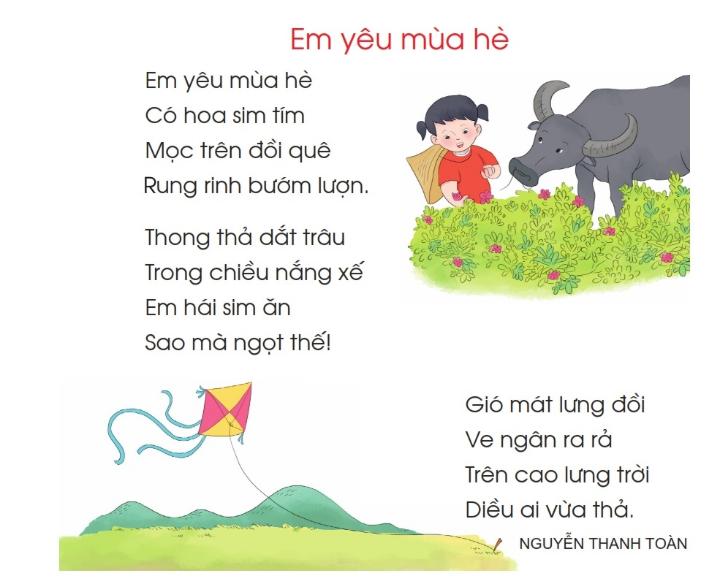 Em yêu mùa hè
Em yêu mùa hè
Có hoa sim tím
Mọc trên đồi quê
Rung rinh bướm lượn.
Thong thả dắt trâu
Trong chiều nắng xế
Em hái sim ăn
Sao mà ngọt thế!
Gió mát lưng đồi
Ve ngân ra rả
Trên cao lưng trời
Diều ai vừa thả.
NGUYỄN THANH TOÀN